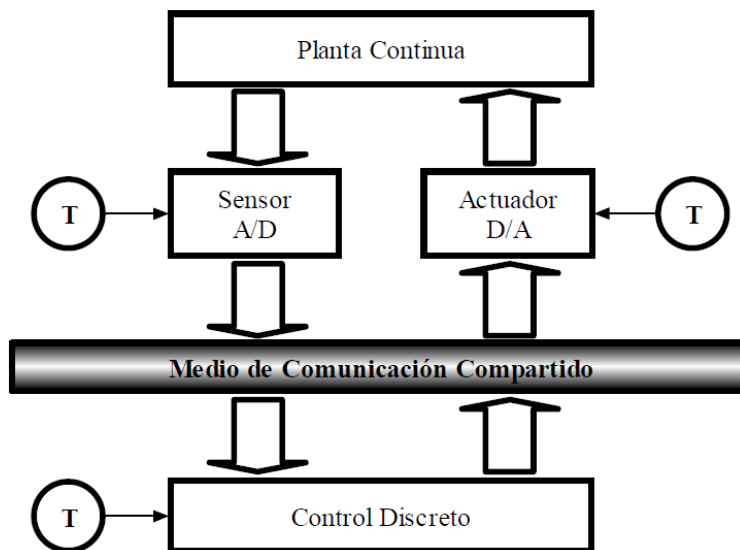 Planta Continua
T
Sensor
A/D
Actuador
D/A
T
Medio de Comunicación Compartido
T
Control Discreto